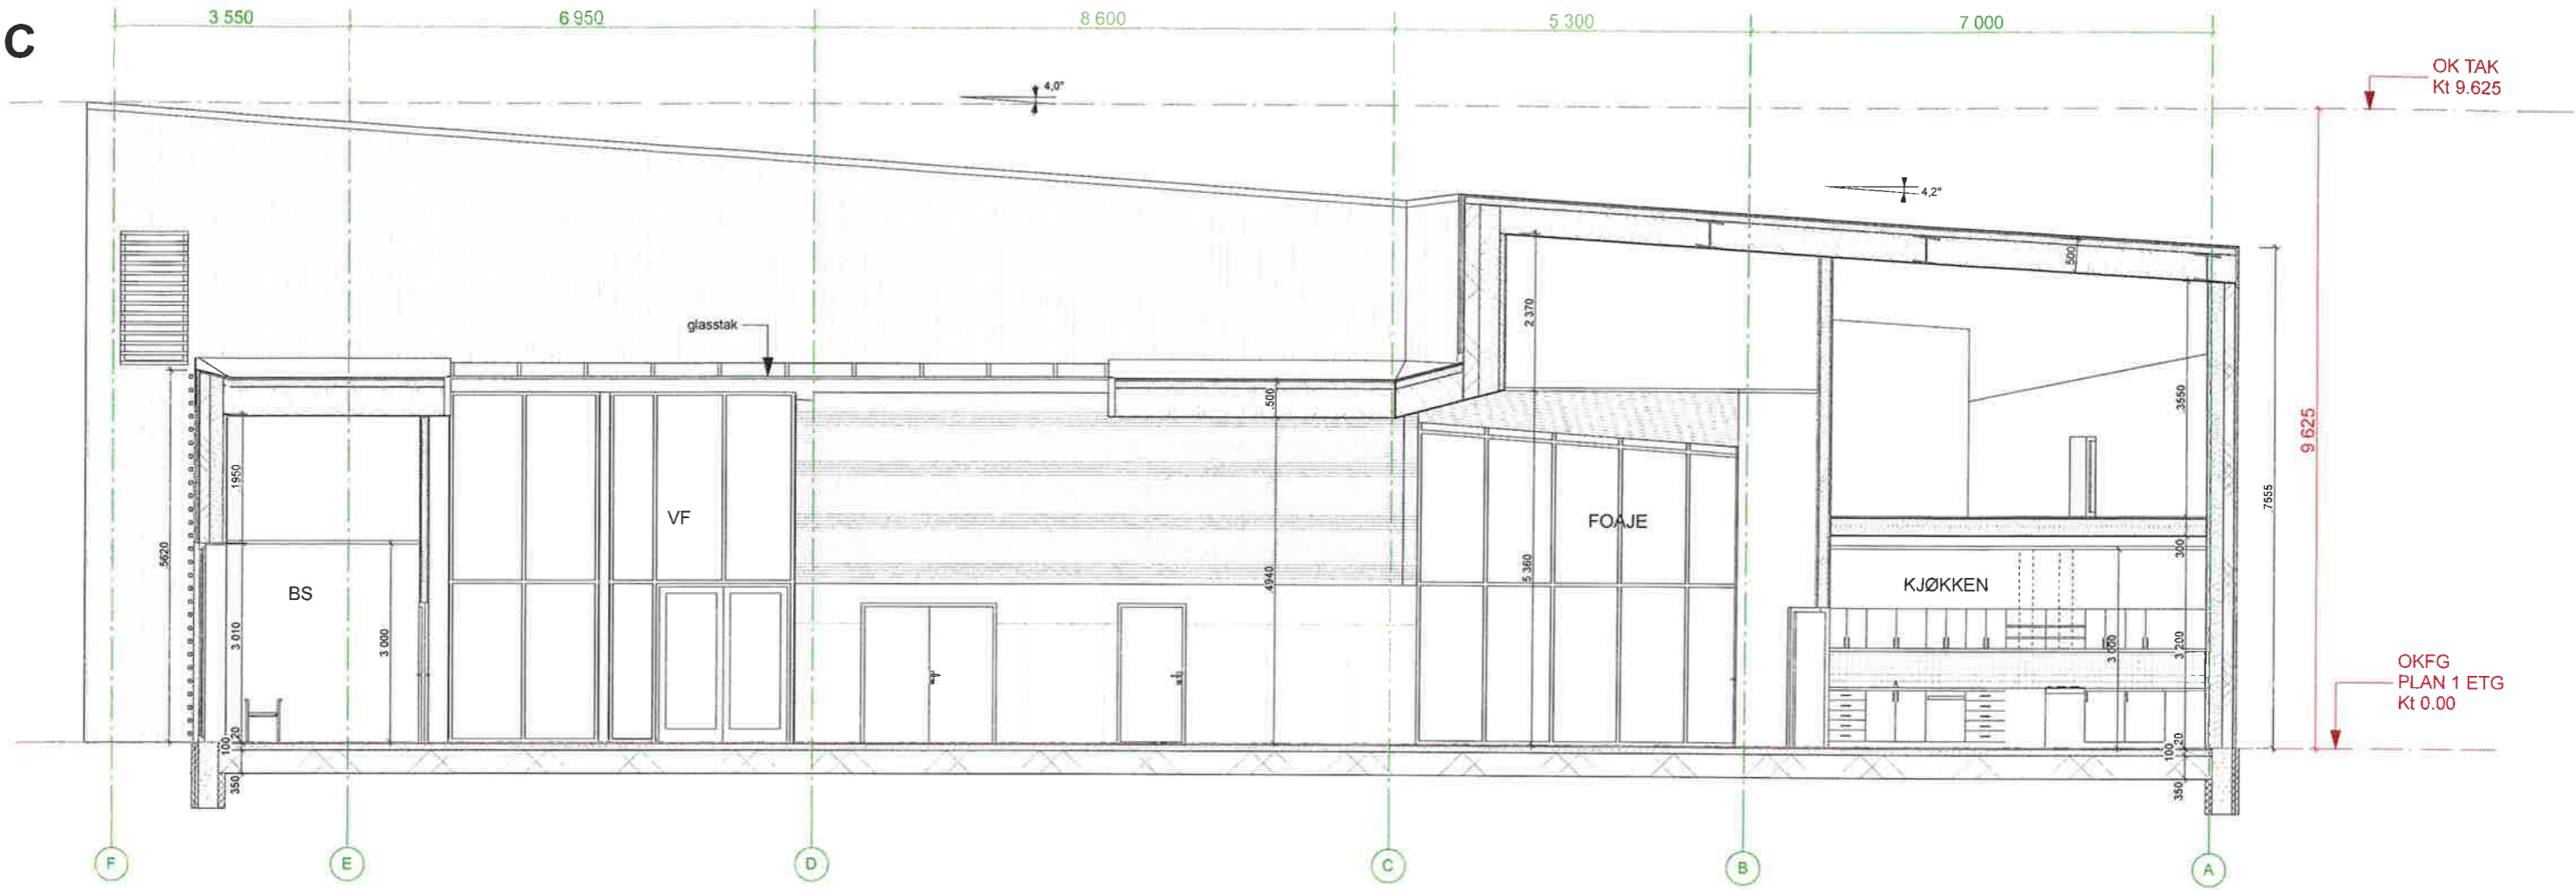 C
3 550
6 950
8 600
5 300
7 000
OK TAK
Kt 9.625
4,0°
4,2°
500
glasstak
2 370
3550
9 625
7555
500
1950
VF
FOAJE
5620
BS
3 010
3 000
4940
5 360
300
KJØKKEN
3 000
3 200
OKFG
PLAN 1 ETG
Kt 0.00
100
20
350
100
20
350
F
E
D
C
B
A